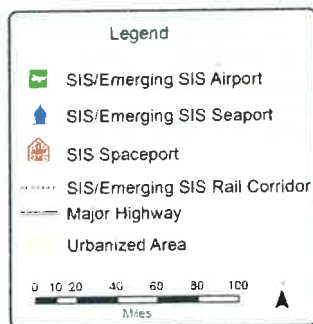 Legend
SIS/Emerging SIS Airport
SIS/Emerging SIS Seaport
SIS Spaceport
SIS/Emerging SIS Rail Corridor
Major Highway
Urbanized Area
0 10 20 40 60 80 100
Miles